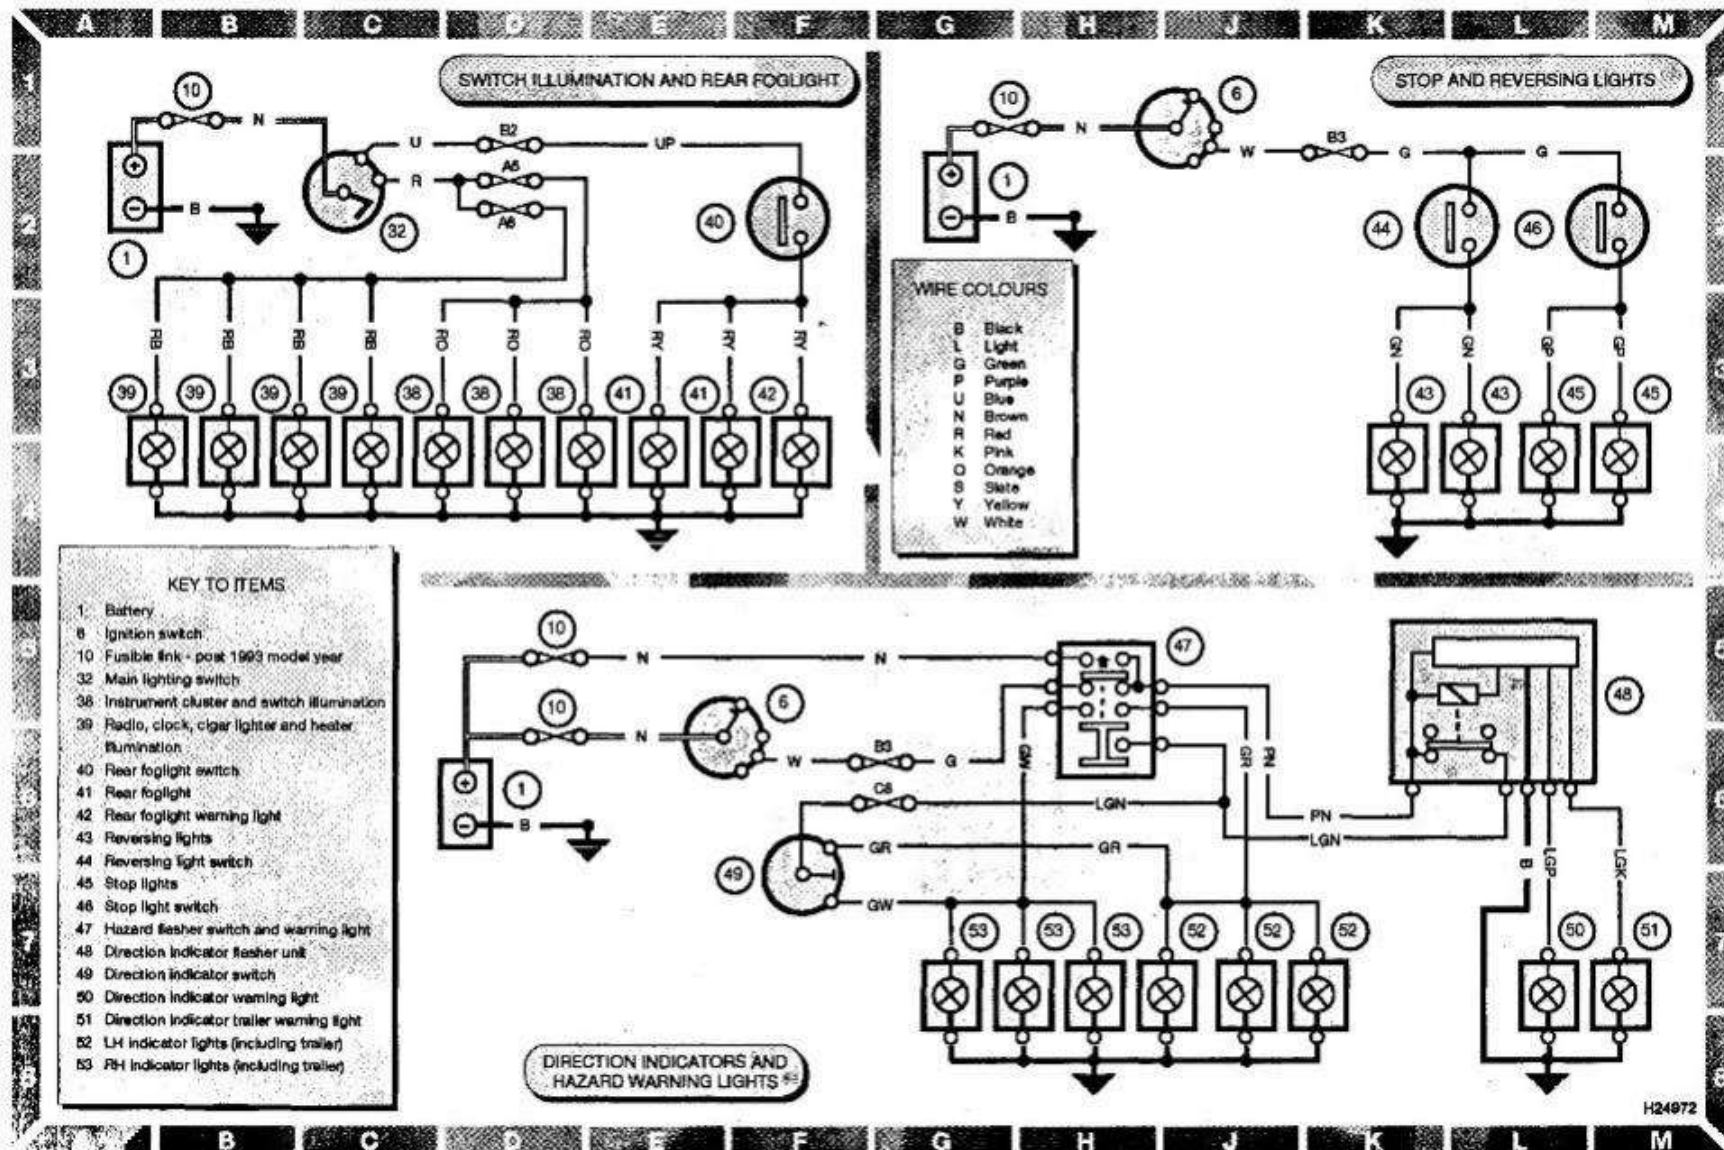 A B C D E F G H J K L M
1
SWITCH ILLUMINATION AND REAR FOGLIGHT
10
N
U
B2
UP
A5
R
A6
B
1
32
40
2
RB RB RB RB RO RO RO RY RY RY
3
39 39 39 39 38 38 38 41 41 42
4
STOP AND REVERSING LIGHTS
10
6
N
W
B3
G
G
1
B
44
46
GN GN GP GP
43 43 45 45
3
WIRE COLOURS
B Black
L Light
G Green
P Purple
U Blue
N Brown
R Red
K Pink
O Orange
S Slate
Y Yellow
W White
KEY TO ITEMS
1 Battery
6 Ignition switch
10 Fusible link - post 1993 model year
32 Main lighting switch
38 Instrument cluster and switch illumination
39 Radio, clock, cigar lighter and heater
illumination
40 Rear foglight switch
41 Rear foglight
42 Rear foglight warning light
43 Reversing lights
44 Reversing light switch
45 Stop lights
46 Stop light switch
47 Hazard flasher switch and warning light
48 Direction indicator flasher unit
49 Direction indicator switch
50 Direction indicator warning light
51 Direction indicator trailer warning light
52 LH indicator lights (including trailer)
53 RH indicator lights (including trailer)
10
N
N
47
10
6
N
48
W
B3
G
GW
GR
PN
1
C8
LGN
PN
B
LGN
GR
GR
49
B
LGP
LGK
GW
53 53 53 52 52 52 50 51
DIRECTION INDICATORS AND
HAZARD WARNING LIGHTS
H24972
B C D E F G H J K L M